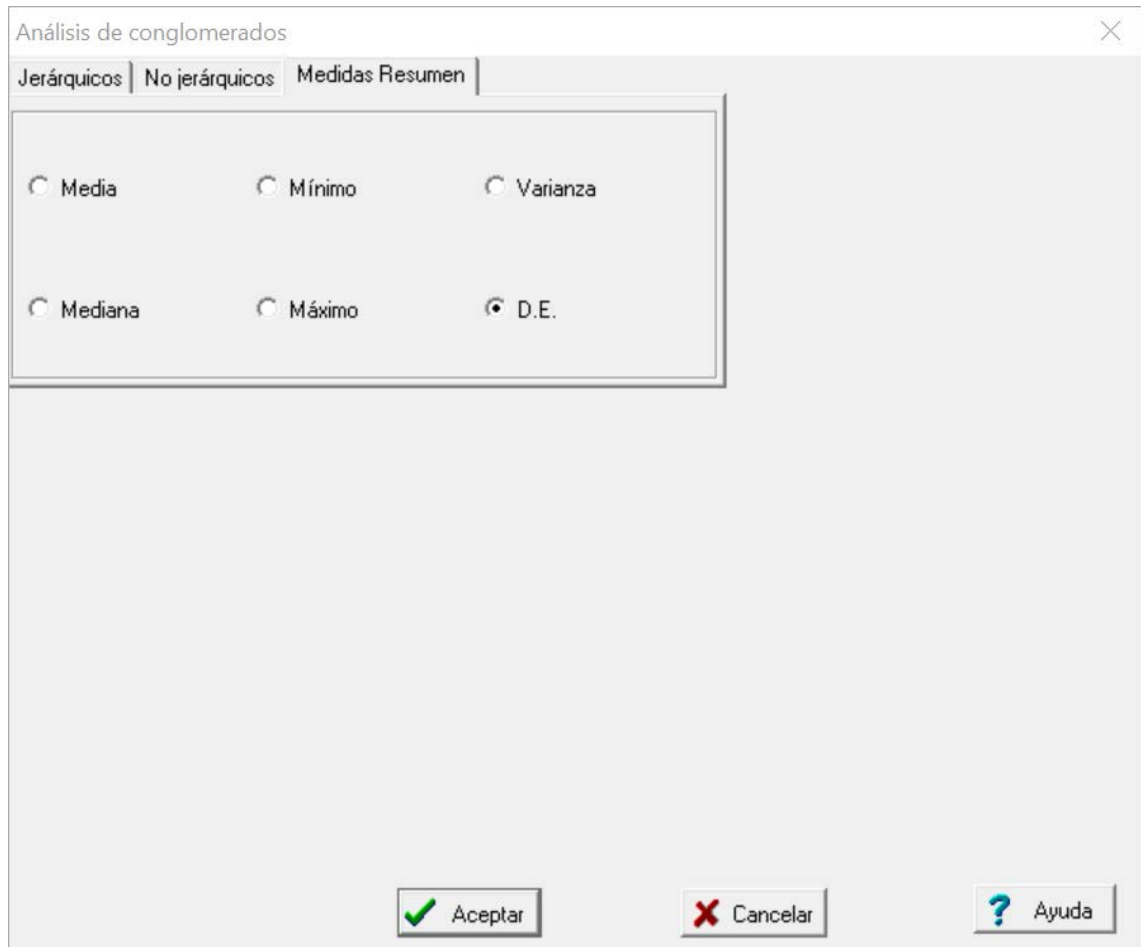 Análisis de conglomerados
Jerárquicos No jerárquicos Medidas Resumen
Media Mínimo Varianza
Mediana Máximo D.E.
Aceptar Cancelar Ayuda